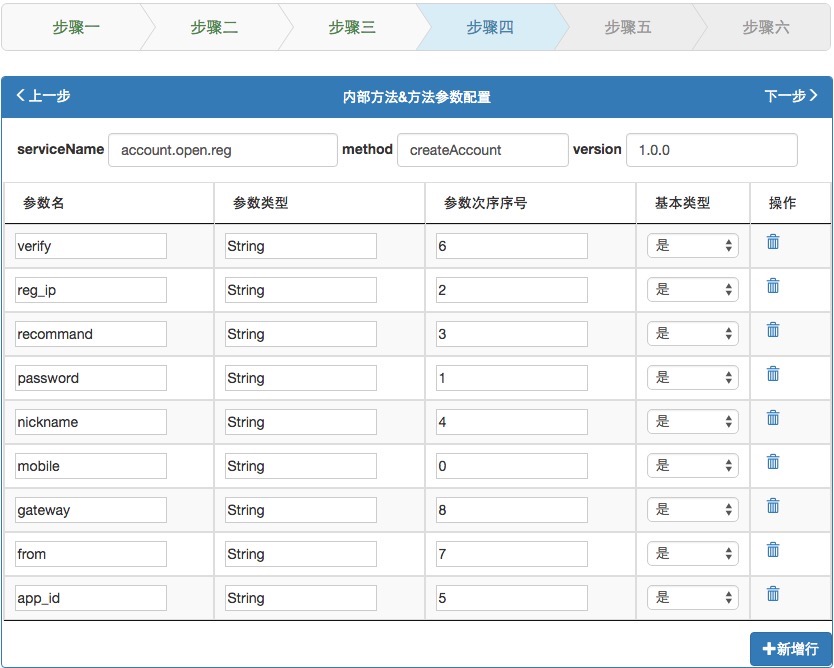 步骤一 步骤二 步骤三 步骤四 步骤五 步骤六
上一步 内部方法&方法参数配置 下一步
serviceName account.open.reg method createAccount version 1.0.0
参数名 参数类型 参数次序序号 基本类型 操作
verify String 6 是
reg_ip String 2 是
recommand String 3 是
password String 1 是
nickname String 4 是
mobile String 0 是
gateway String 8 是
from String 7 是
app_id String 5 是
新增行